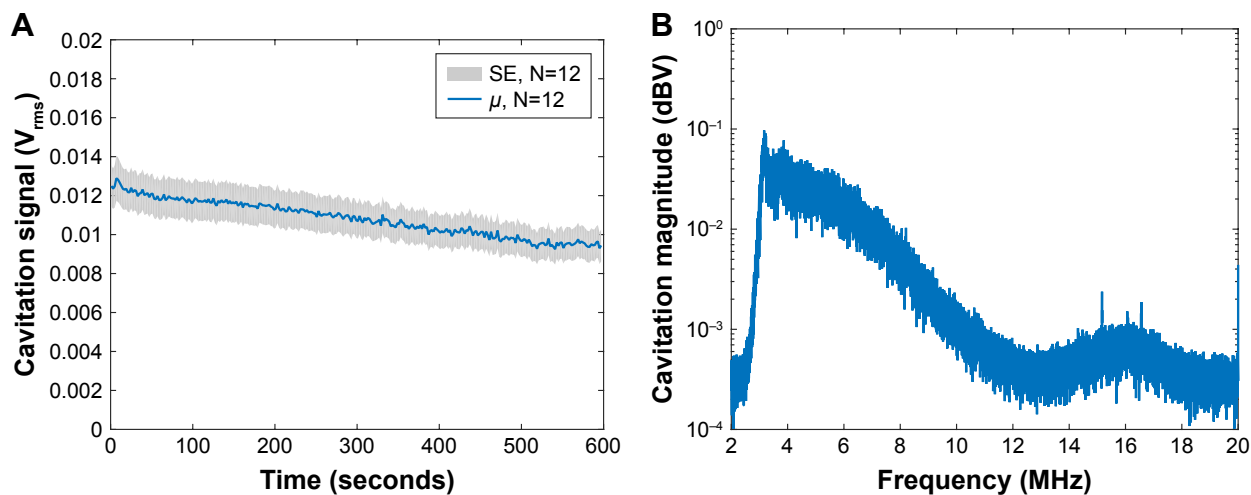 A
Cavitation signal (Vrms)
0.02
0.018
0.016
0.014
0.012
0.01
0.008
0.006
0.004
0.002
0
SE, N=12
μ, N=12
0 100 200 300 400 500 600
Time (seconds)
B
Cavitation magnitude (dBV)
10⁰
10⁻¹
10⁻²
10⁻³
10⁻⁴
2 4 6 8 10 12 14 16 18 20
Frequency (MHz)